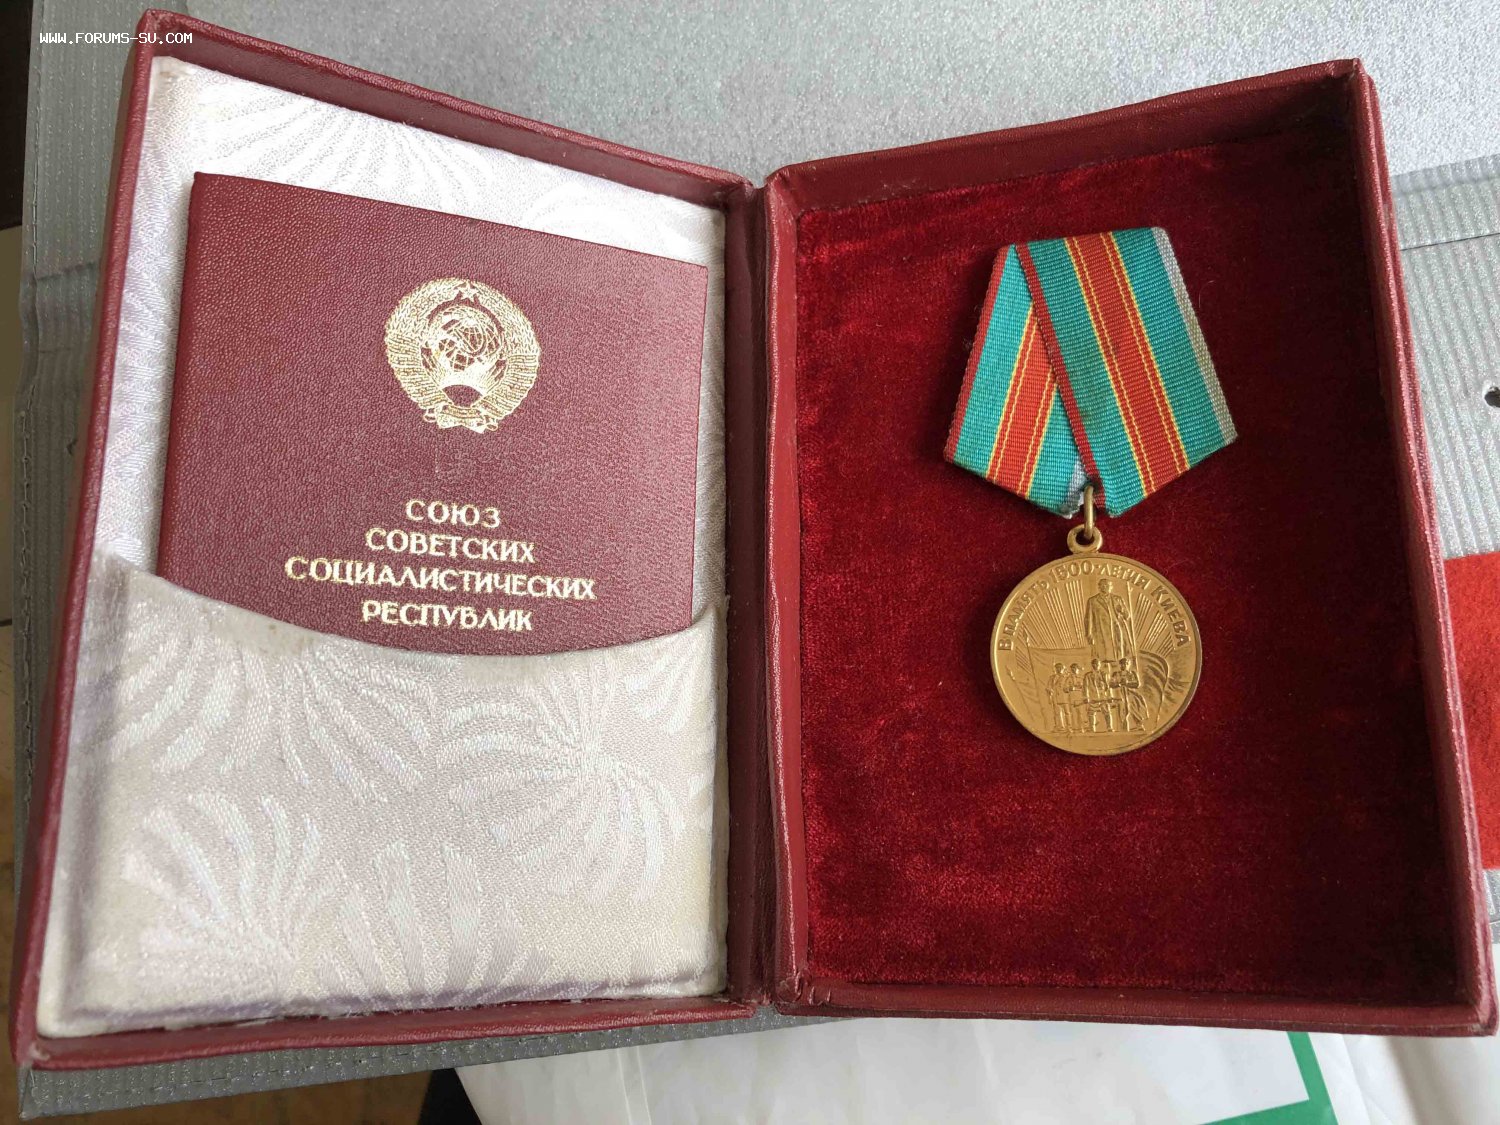 WWW.FORUMS-SU.COM
СОЮЗ
СОВЕТСКИХ
СОЦИАЛИСТИЧЕСКИХ
РЕСПУБЛИК
В ПАМЯТЬ 1500-ЛЕТИЯ КИЕВА